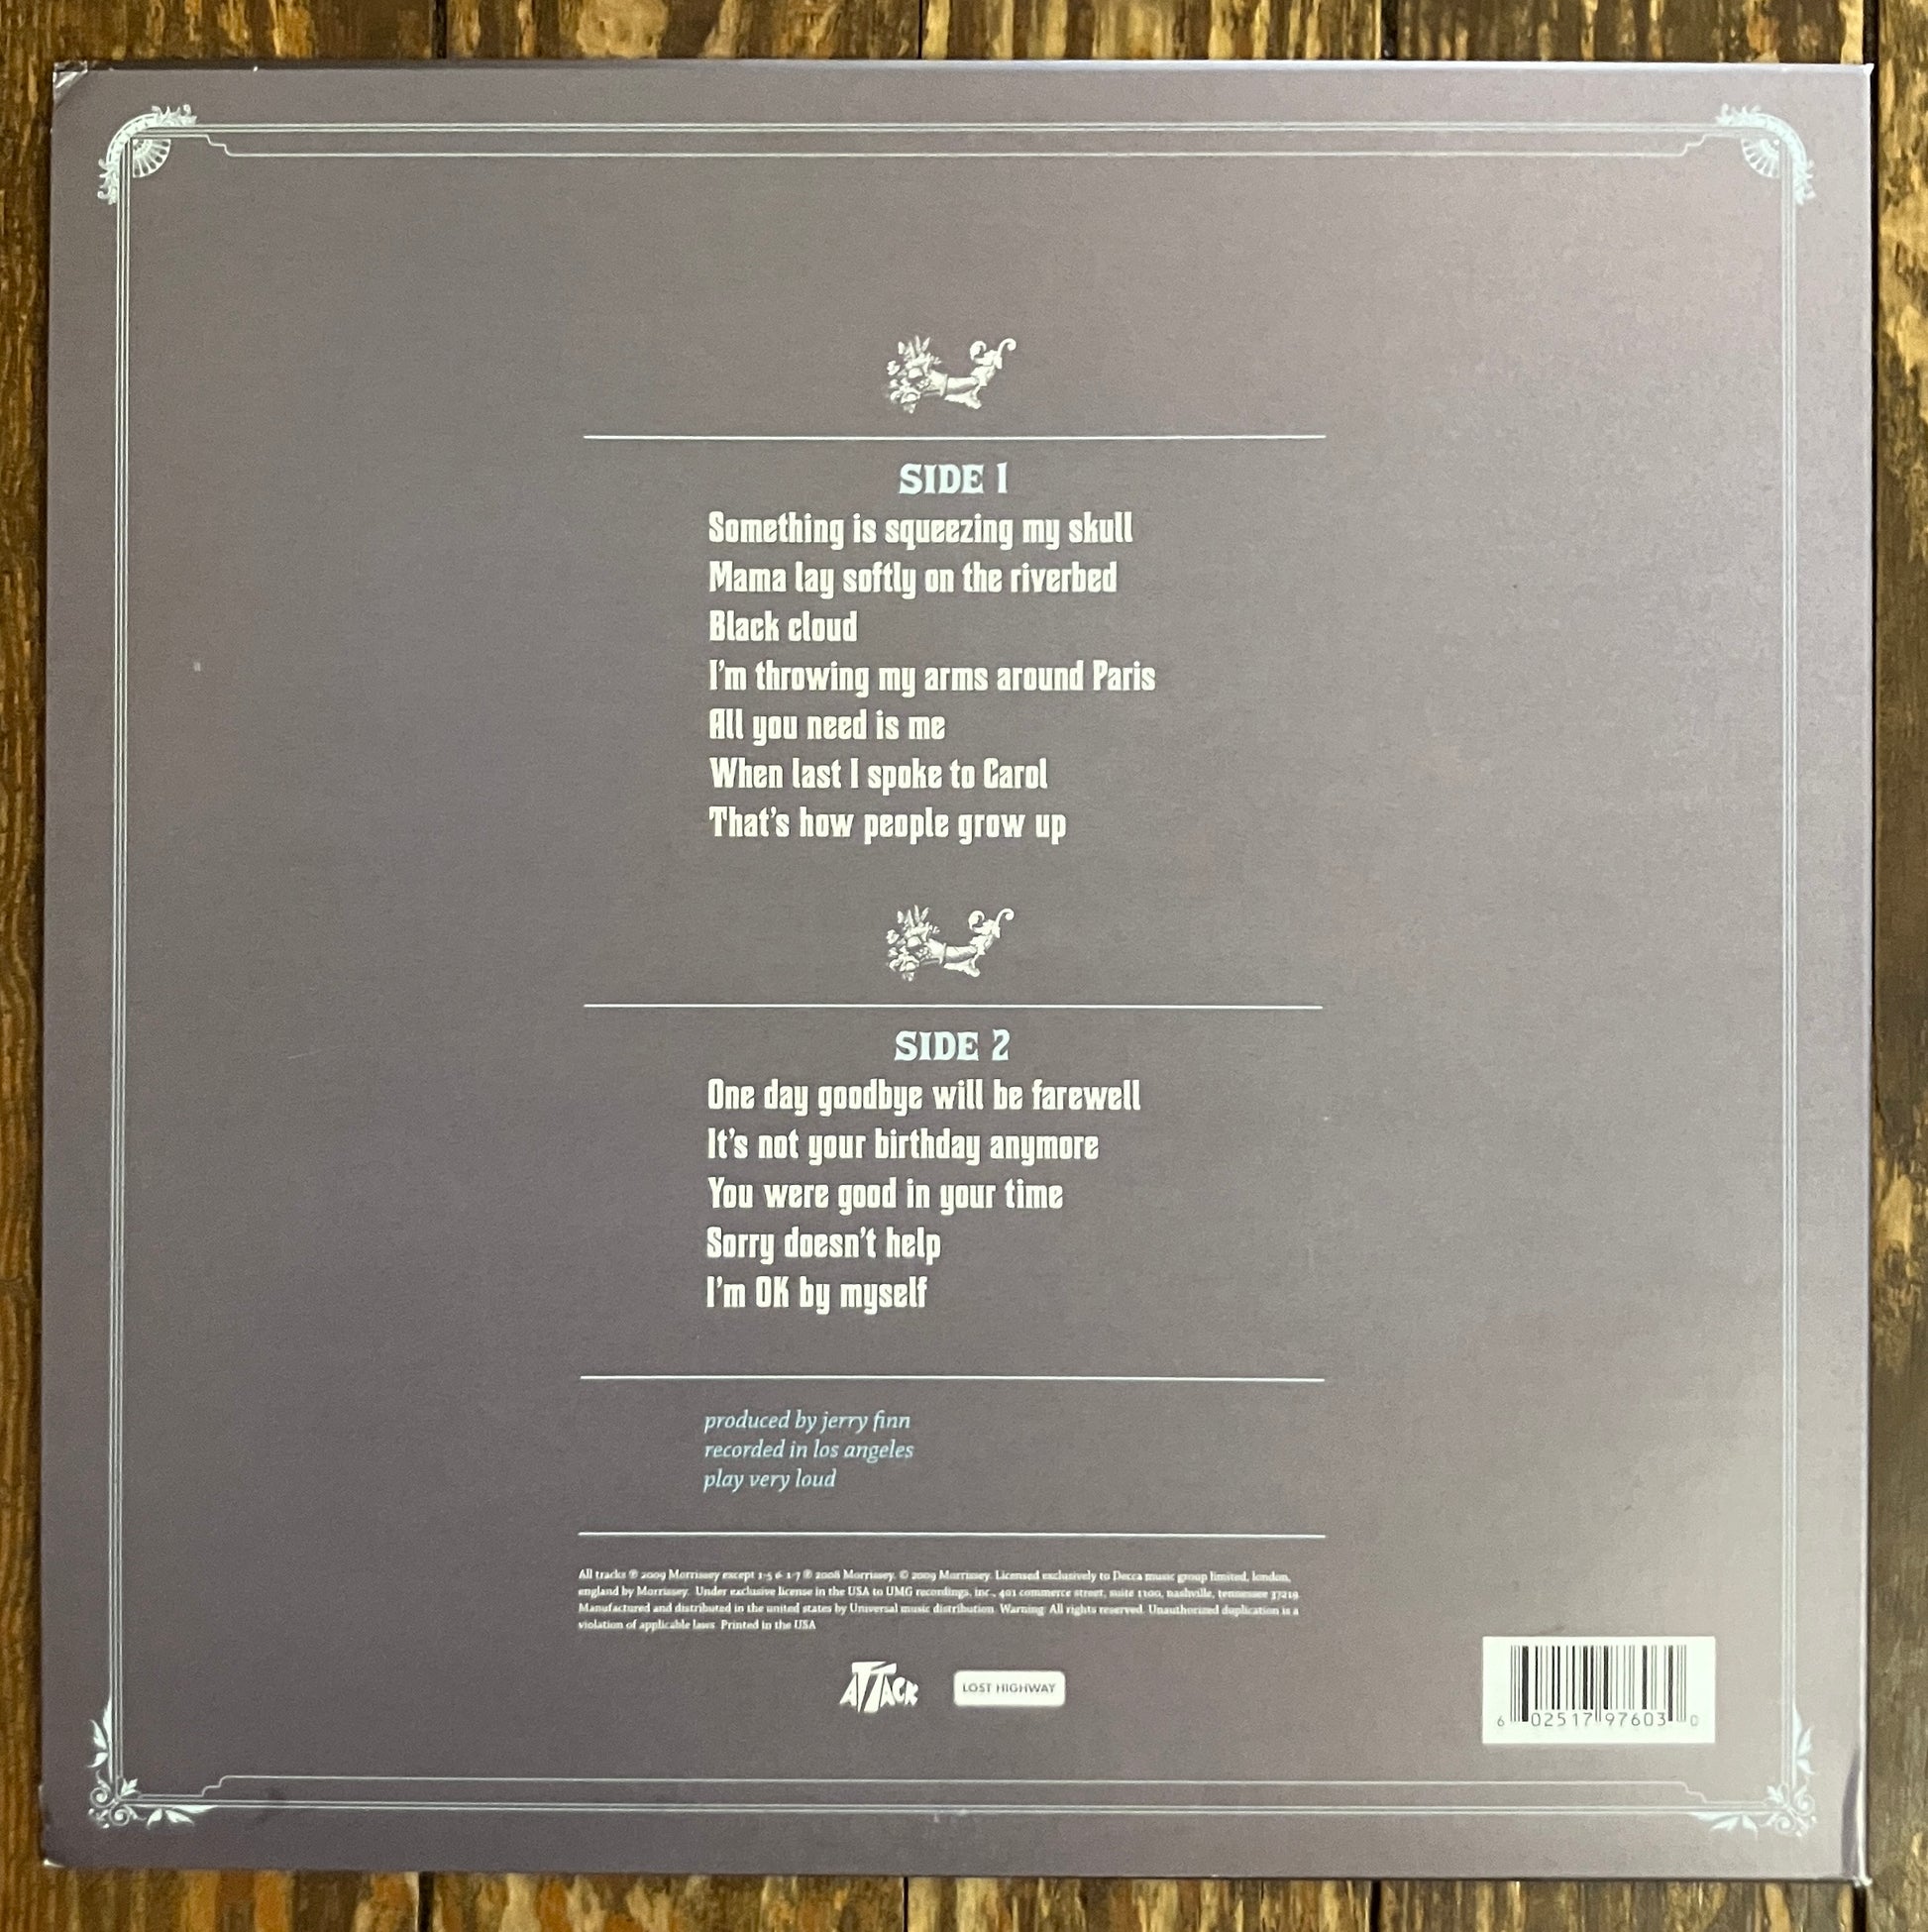 SIDE 1
Something is squeezing my skull
Mama lay softly on the riverbed
Black cloud
I'm throwing my arms around Paris
All you need is me
When last I spoke to Carol
That's how people grow up
SIDE 2
One day goodbye will be farewell
It's not your birthday anymore
You were good in your time
Sorry doesn't help
I'm OK by myself
produced by jerry finn
recorded in los angeles
play very loud
All tracks ℗ 2009 Morrissey except 1-5 & 1-7 ℗ 2008 Morrissey. © 2009 Morrissey. Licensed exclusively to Decca music group limited, london,
england by Morrissey. Under exclusive license in the USA to UMG recordings, inc., 401 commerce street, suite 1100, nashville, tennessee 37219
Manufactured and distributed in the united states by Universal music distribution. Warning: All rights reserved. Unauthorized duplication is a
violation of applicable laws. Printed in the USA
ATTACK
LOST HIGHWAY
6 02517 97603 0